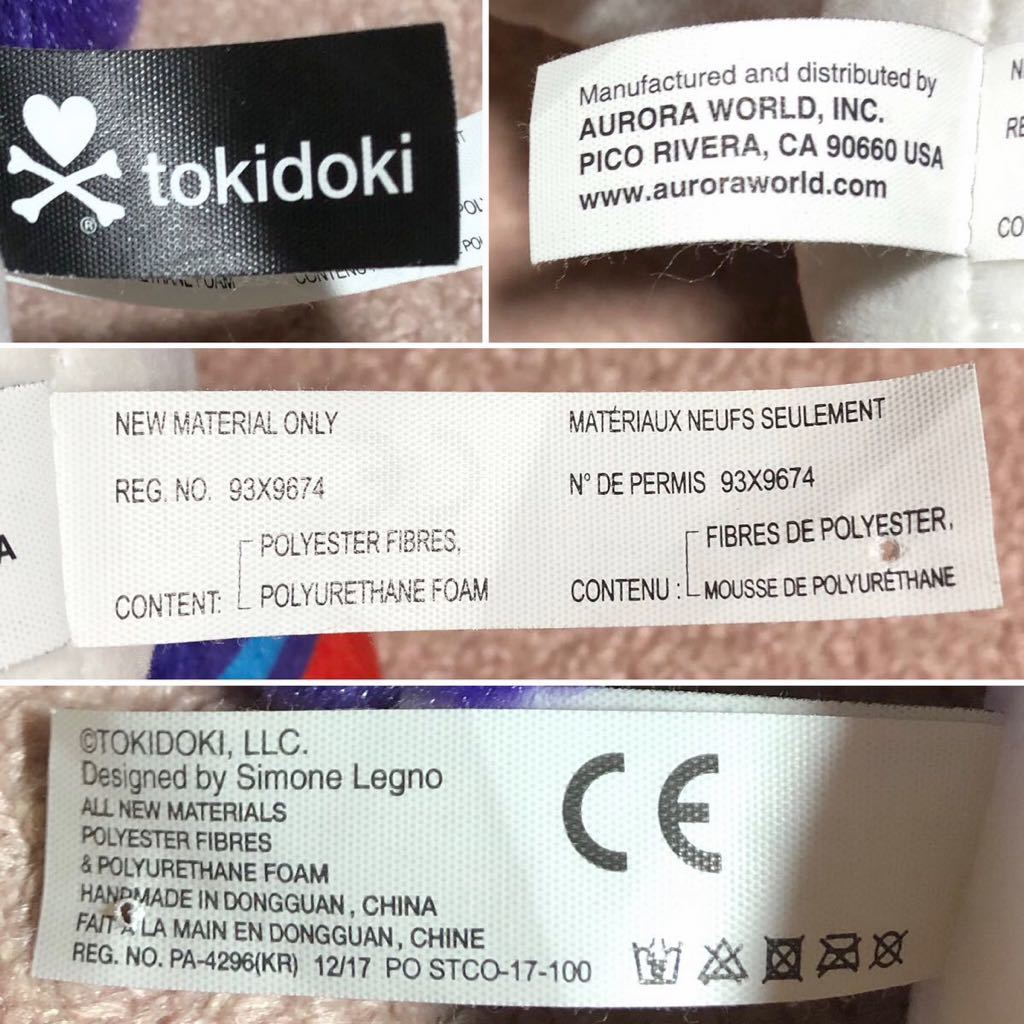 tokidoki
®
Manufactured and distributed by
AURORA WORLD, INC.
PICO RIVERA, CA 90660 USA
www.auroraworld.com
NEW MATERIAL ONLY
REG. NO. 93X9674
CONTENT: POLYESTER FIBRES,
POLYURETHANE FOAM
MATÉRIAUX NEUFS SEULEMENT
N° DE PERMIS 93X9674
CONTENU : FIBRES DE POLYESTER,
MOUSSE DE POLYURÉTHANE
©TOKIDOKI, LLC.
Designed by Simone Legno
ALL NEW MATERIALS
POLYESTER FIBRES
& POLYURETHANE FOAM
HANDMADE IN DONGGUAN, CHINA
FAIT À LA MAIN EN DONGGUAN, CHINE
REG. NO. PA-4296(KR) 12/17 PO STCO-17-100
CE